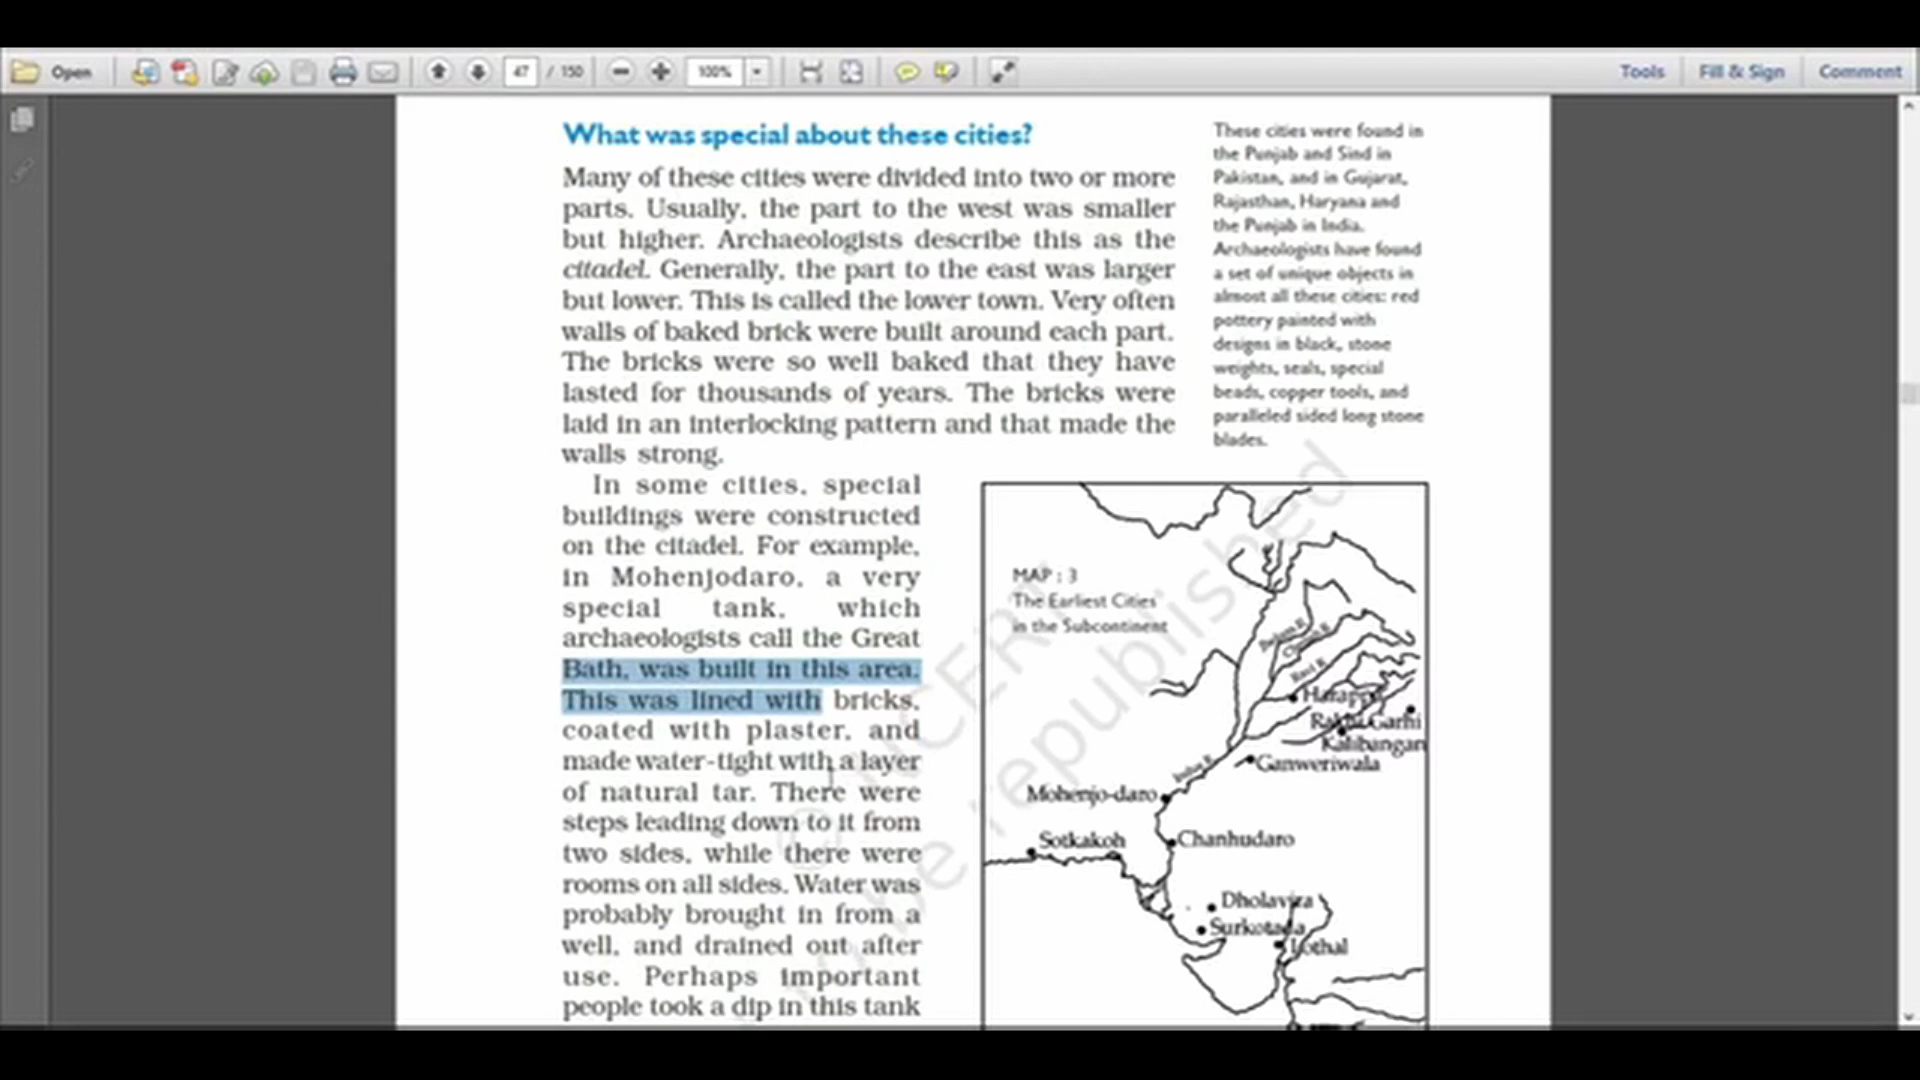 Open
47 / 150
100%
Tools
Fill & Sign
Comment
What was special about these cities?
Many of these cities were divided into two or more
parts. Usually, the part to the west was smaller
but higher. Archaeologists describe this as the
citadel. Generally, the part to the east was larger
but lower. This is called the lower town. Very often
walls of baked brick were built around each part.
The bricks were so well baked that they have
lasted for thousands of years. The bricks were
laid in an interlocking pattern and that made the
walls strong.
In some cities, special
buildings were constructed
on the citadel. For example,
in Mohenjodaro, a very
special tank, which
archaeologists call the Great
Bath, was built in this area.
This was lined with bricks,
coated with plaster, and
made water-tight with a layer
of natural tar. There were
steps leading down to it from
two sides, while there were
rooms on all sides. Water was
probably brought in from a
well, and drained out after
use. Perhaps important
people took a dip in this tank
These cities were found in
the Punjab and Sind in
Pakistan, and in Gujarat,
Rajasthan, Haryana and
the Punjab in India.
Archaeologists have found
a set of unique objects in
almost all these cities: red
pottery painted with
designs in black, stone
weights, seals, special
beads, copper tools, and
paralleled sided long stone
blades.
MAP : 3
The Earliest Cities
in the Subcontinent
Ravi R.
Harappa
Rakhi Garhi
Kalibangan
Ganweriwala
Indus R.
Mohenjo-daro
Sotkakoh
Chanhudaro
Dholavira
Surkotada
Lothal
© NCERT
be republished